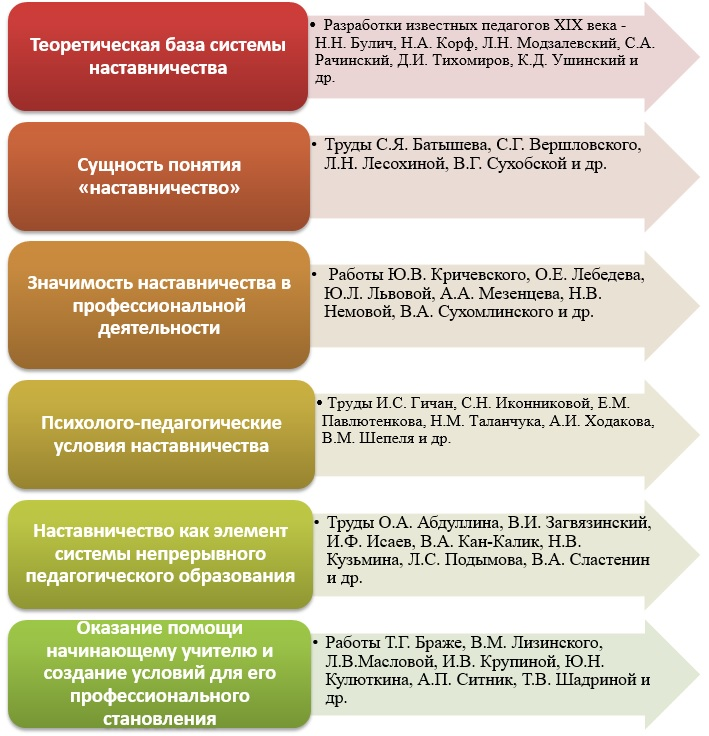 Теоретическая база системы
наставничества
• Разработки известных педагогов XIX века -
Н.Н. Булич, Н.А. Корф, Л.Н. Модзалевский, С.А.
Рачинский, Д.И. Тихомиров, К.Д. Ушинский и
др.
Сущность понятия
«наставничество»
• Труды С.Я. Батышева, С.Г. Вершловского,
Л.Н. Лесохиной, В.Г. Сухобской и др.
Значимость наставничества в
профессиональной
деятельности
• Работы Ю.В. Кричевского, О.Е. Лебедева,
Ю.Л. Львовой, А.А. Мезенцева, Н.В.
Немовой, В.А. Сухомлинского и др.
Психолого-педагогические
условия наставничества
• Труды И.С. Гичан, С.Н. Иконниковой, Е.М.
Павлютенкова, Н.М. Таланчука, А.И. Ходакова,
В.М. Шепеля и др.
Наставничество как элемент
системы непрерывного
педагогического образования
• Труды О.А. Абдуллина, В.И. Загвязинский,
И.Ф. Исаев, В.А. Кан-Калик, Н.В.
Кузьмина, Л.С. Подымова, В.А. Сластенин
и др.
Оказание помощи
начинающему учителю и
создание условий для его
профессионального
становления
• Работы Т.Г. Браже, В.М. Лизинского,
Л.В.Масловой, И.В. Крупиной, Ю.Н.
Кулюткина, А.П. Ситник, Т.В. Шадриной и
др.